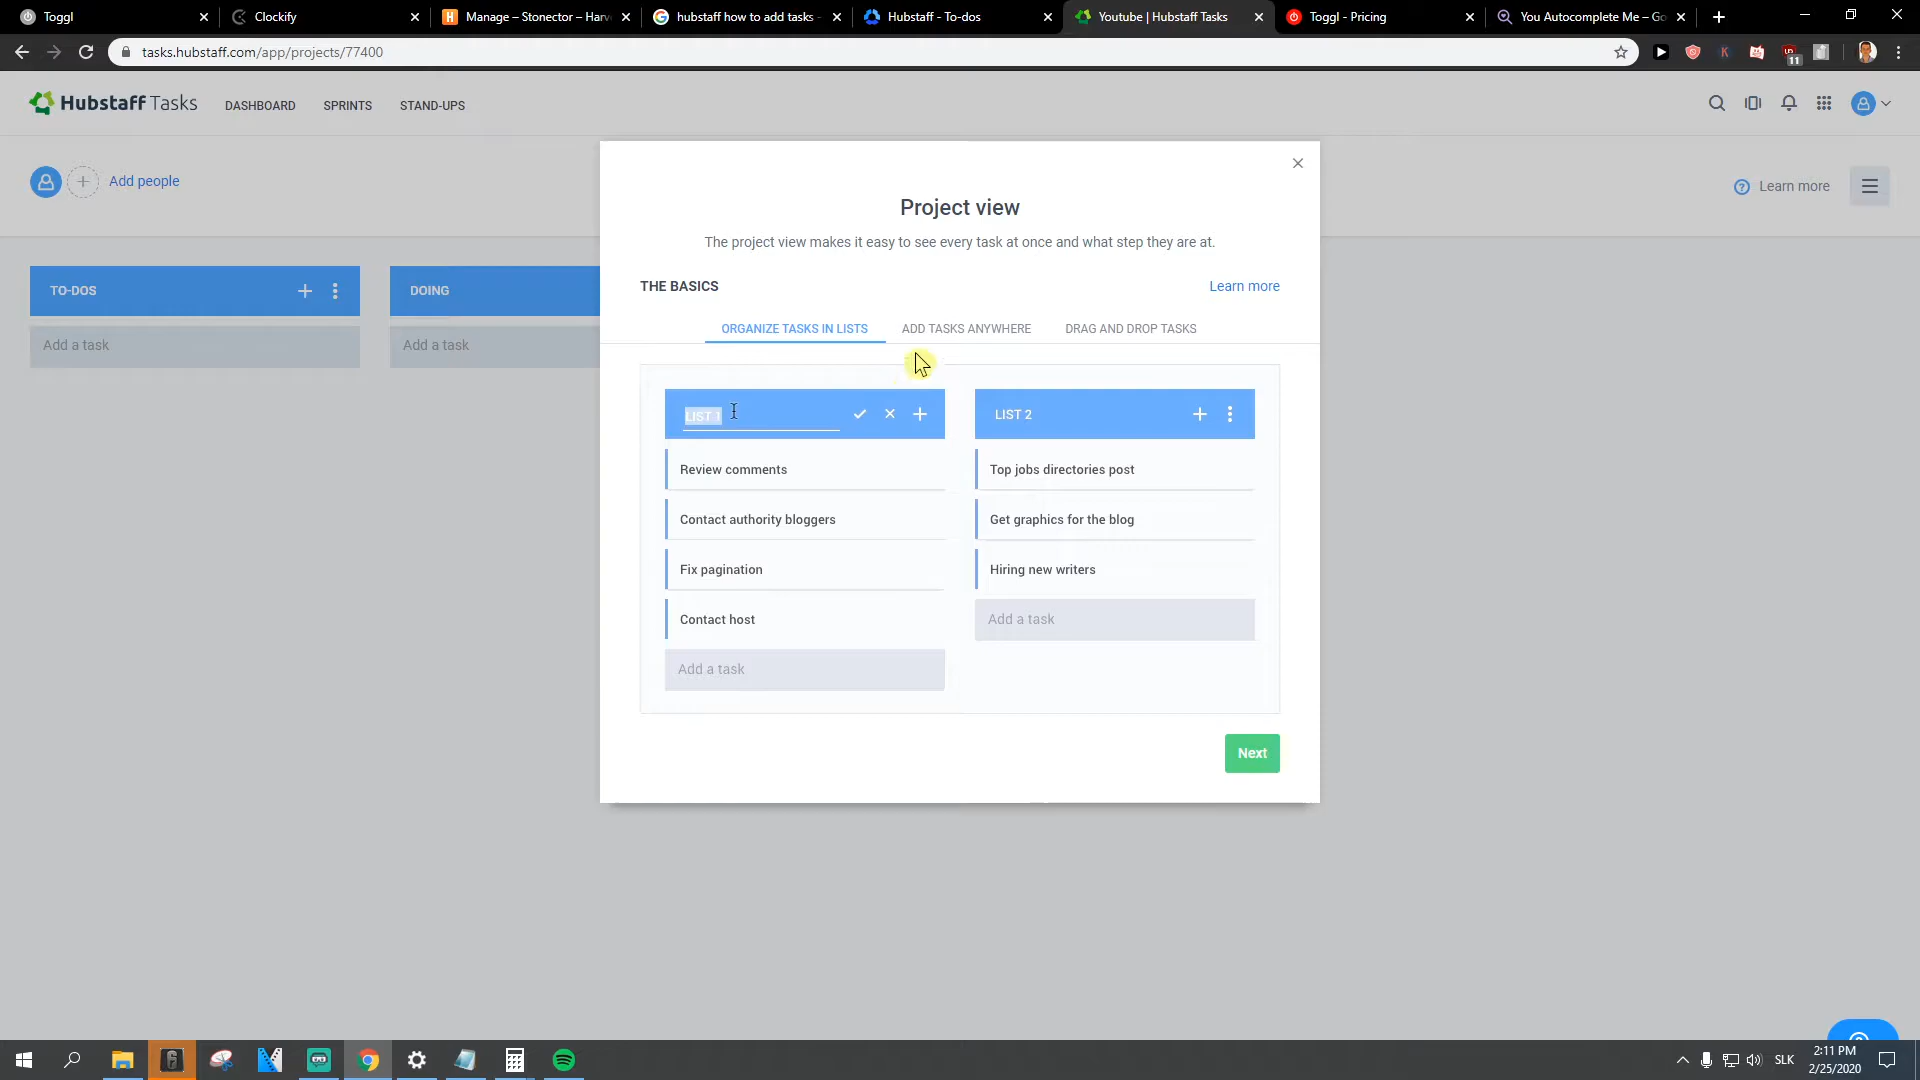 Toggl
Clockify
Manage – Stonector – Harv
hubstaff how to add tasks -
Hubstaff - To-dos
Youtube | Hubstaff Tasks
Toggl - Pricing
You Autocomplete Me – Go
tasks.hubstaff.com/app/projects/77400
11
Hubstaff Tasks
DASHBOARD
SPRINTS
STAND-UPS
Add people
Learn more
TO-DOS
DOING
Add a task
Add a task
Project view
The project view makes it easy to see every task at once and what step they are at.
THE BASICS
Learn more
ORGANIZE TASKS IN LISTS
ADD TASKS ANYWHERE
DRAG AND DROP TASKS
LIST 1
Review comments
Contact authority bloggers
Fix pagination
Contact host
Add a task
LIST 2
Top jobs directories post
Get graphics for the blog
Hiring new writers
Add a task
Next
SLK
2:11 PM
2/25/2020